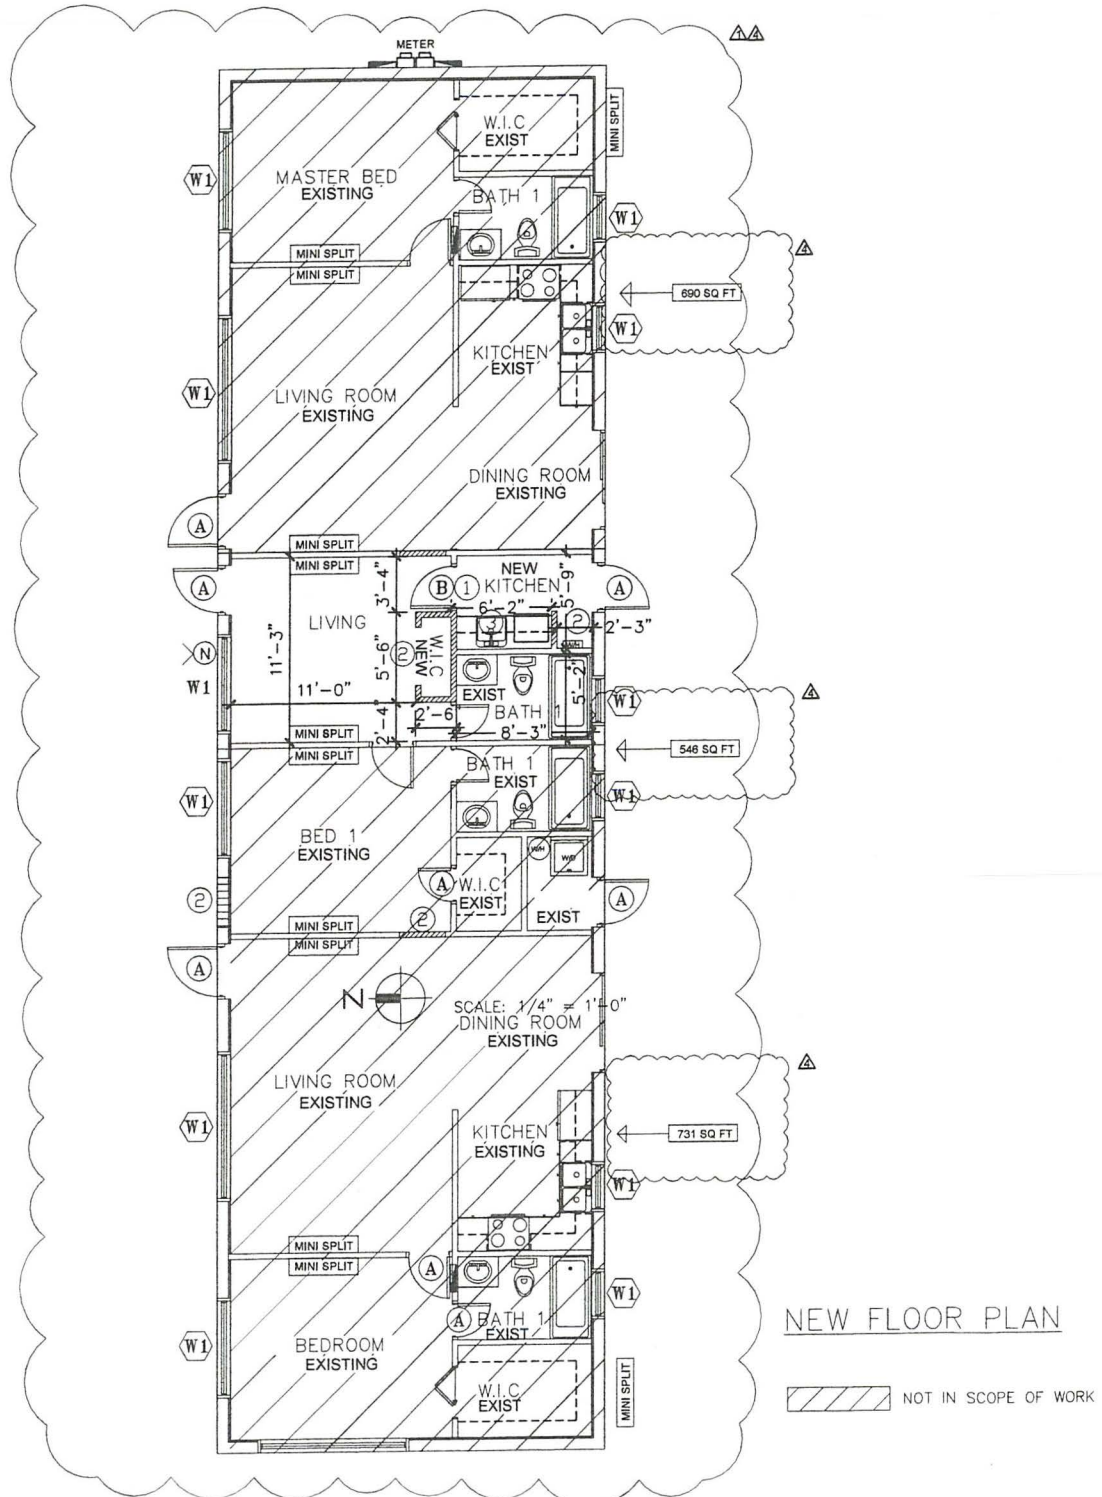 1 4
METER
W.I.C
EXIST
MINI SPLIT
MASTER BED
EXISTING
W1
BATH 1
W1
4
MINI SPLIT
MINI SPLIT
690 SQ FT
W1
KITCHEN
EXIST
W1
LIVING ROOM
EXISTING
DINING ROOM
EXISTING
A
MINI SPLIT
MINI SPLIT
A
NEW
KITCHEN
B 1
A
3'-4"
5'-9"
6'-2"
LIVING
3
2
2'-3"
W/H
11'-3"
N
W1
5'-6"
2
NEW
W.I.C
11'-0"
EXIST
BATH
1
5'-2"
W1
4
2'-4"
2'-6
8'-3"
MINI SPLIT
MINI SPLIT
546 SQ FT
BATH 1
EXIST
W1
W1
BED 1
EXISTING
W/H
W/D
A
W.I.C
EXIST
A
2
2
EXIST
MINI SPLIT
MINI SPLIT
A
N
SCALE: 1/4" = 1'-0"
DINING ROOM
EXISTING
4
LIVING ROOM
EXISTING
W1
KITCHEN
EXISTING
731 SQ FT
W1
MINI SPLIT
MINI SPLIT
A
W1
A
BATH 1
EXIST
NEW FLOOR PLAN
W1
BEDROOM
EXISTING
W.I.C
EXIST
MINI SPLIT
NOT IN SCOPE OF WORK